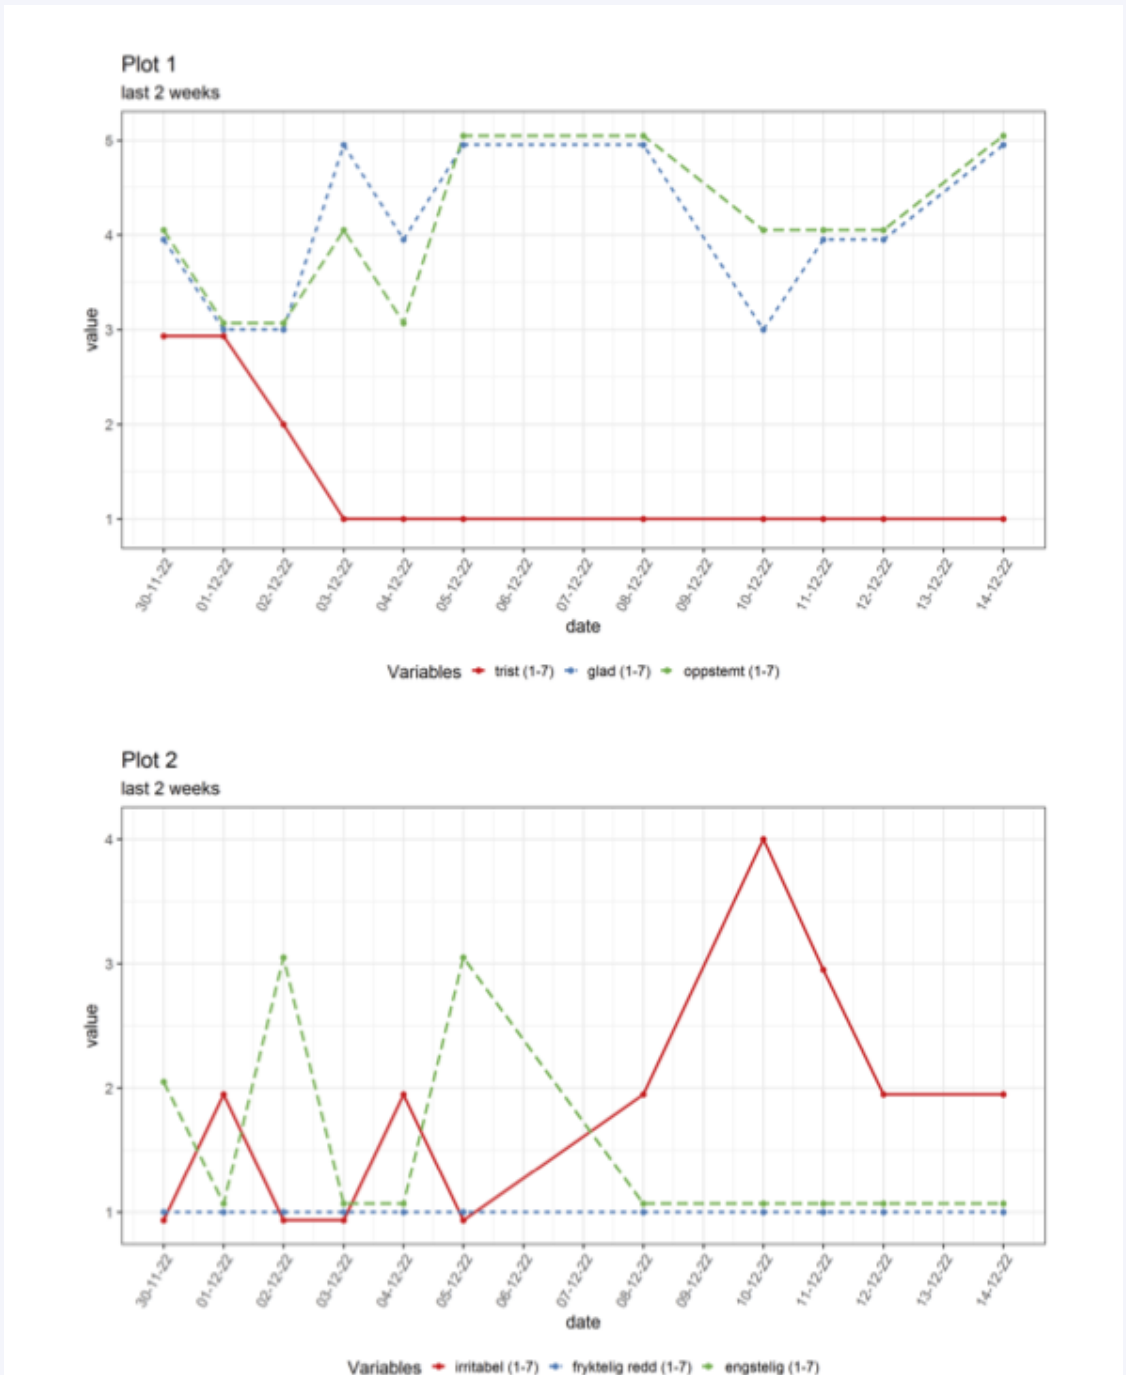 Plot 1
last 2 weeks
5
4
3
2
1
value
30-11-22 01-12-22 02-12-22 03-12-22 04-12-22 05-12-22 06-12-22 07-12-22 08-12-22 09-12-22 10-12-22 11-12-22 12-12-22 13-12-22 14-12-22
date
Variables trist (1-7) glad (1-7) oppstemt (1-7)
Plot 2
last 2 weeks
4
3
2
1
value
30-11-22 01-12-22 02-12-22 03-12-22 04-12-22 05-12-22 06-12-22 07-12-22 08-12-22 09-12-22 10-12-22 11-12-22 12-12-22 13-12-22 14-12-22
date
Variables irritabel (1-7) fryktelig redd (1-7) engstelig (1-7)